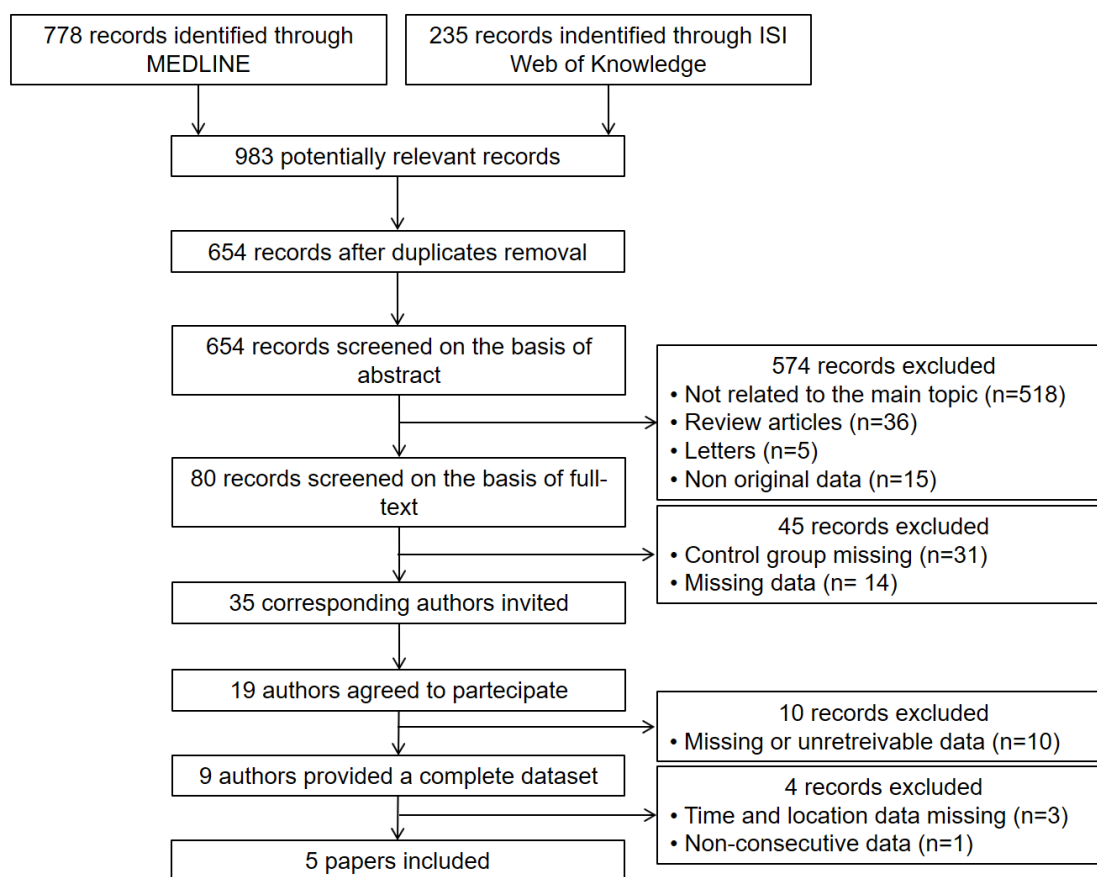 778 records identified through
MEDLINE
235 records indentified through ISI
Web of Knowledge
983 potentially relevant records
654 records after duplicates removal
654 records screened on the basis of
abstract
574 records excluded
• Not related to the main topic (n=518)
• Review articles (n=36)
• Letters (n=5)
• Non original data (n=15)
80 records screened on the basis of full-
text
45 records excluded
• Control group missing (n=31)
• Missing data (n= 14)
35 corresponding authors invited
19 authors agreed to partecipate
10 records excluded
• Missing or unretreivable data (n=10)
9 authors provided a complete dataset
4 records excluded
• Time and location data missing (n=3)
• Non-consecutive data (n=1)
5 papers included